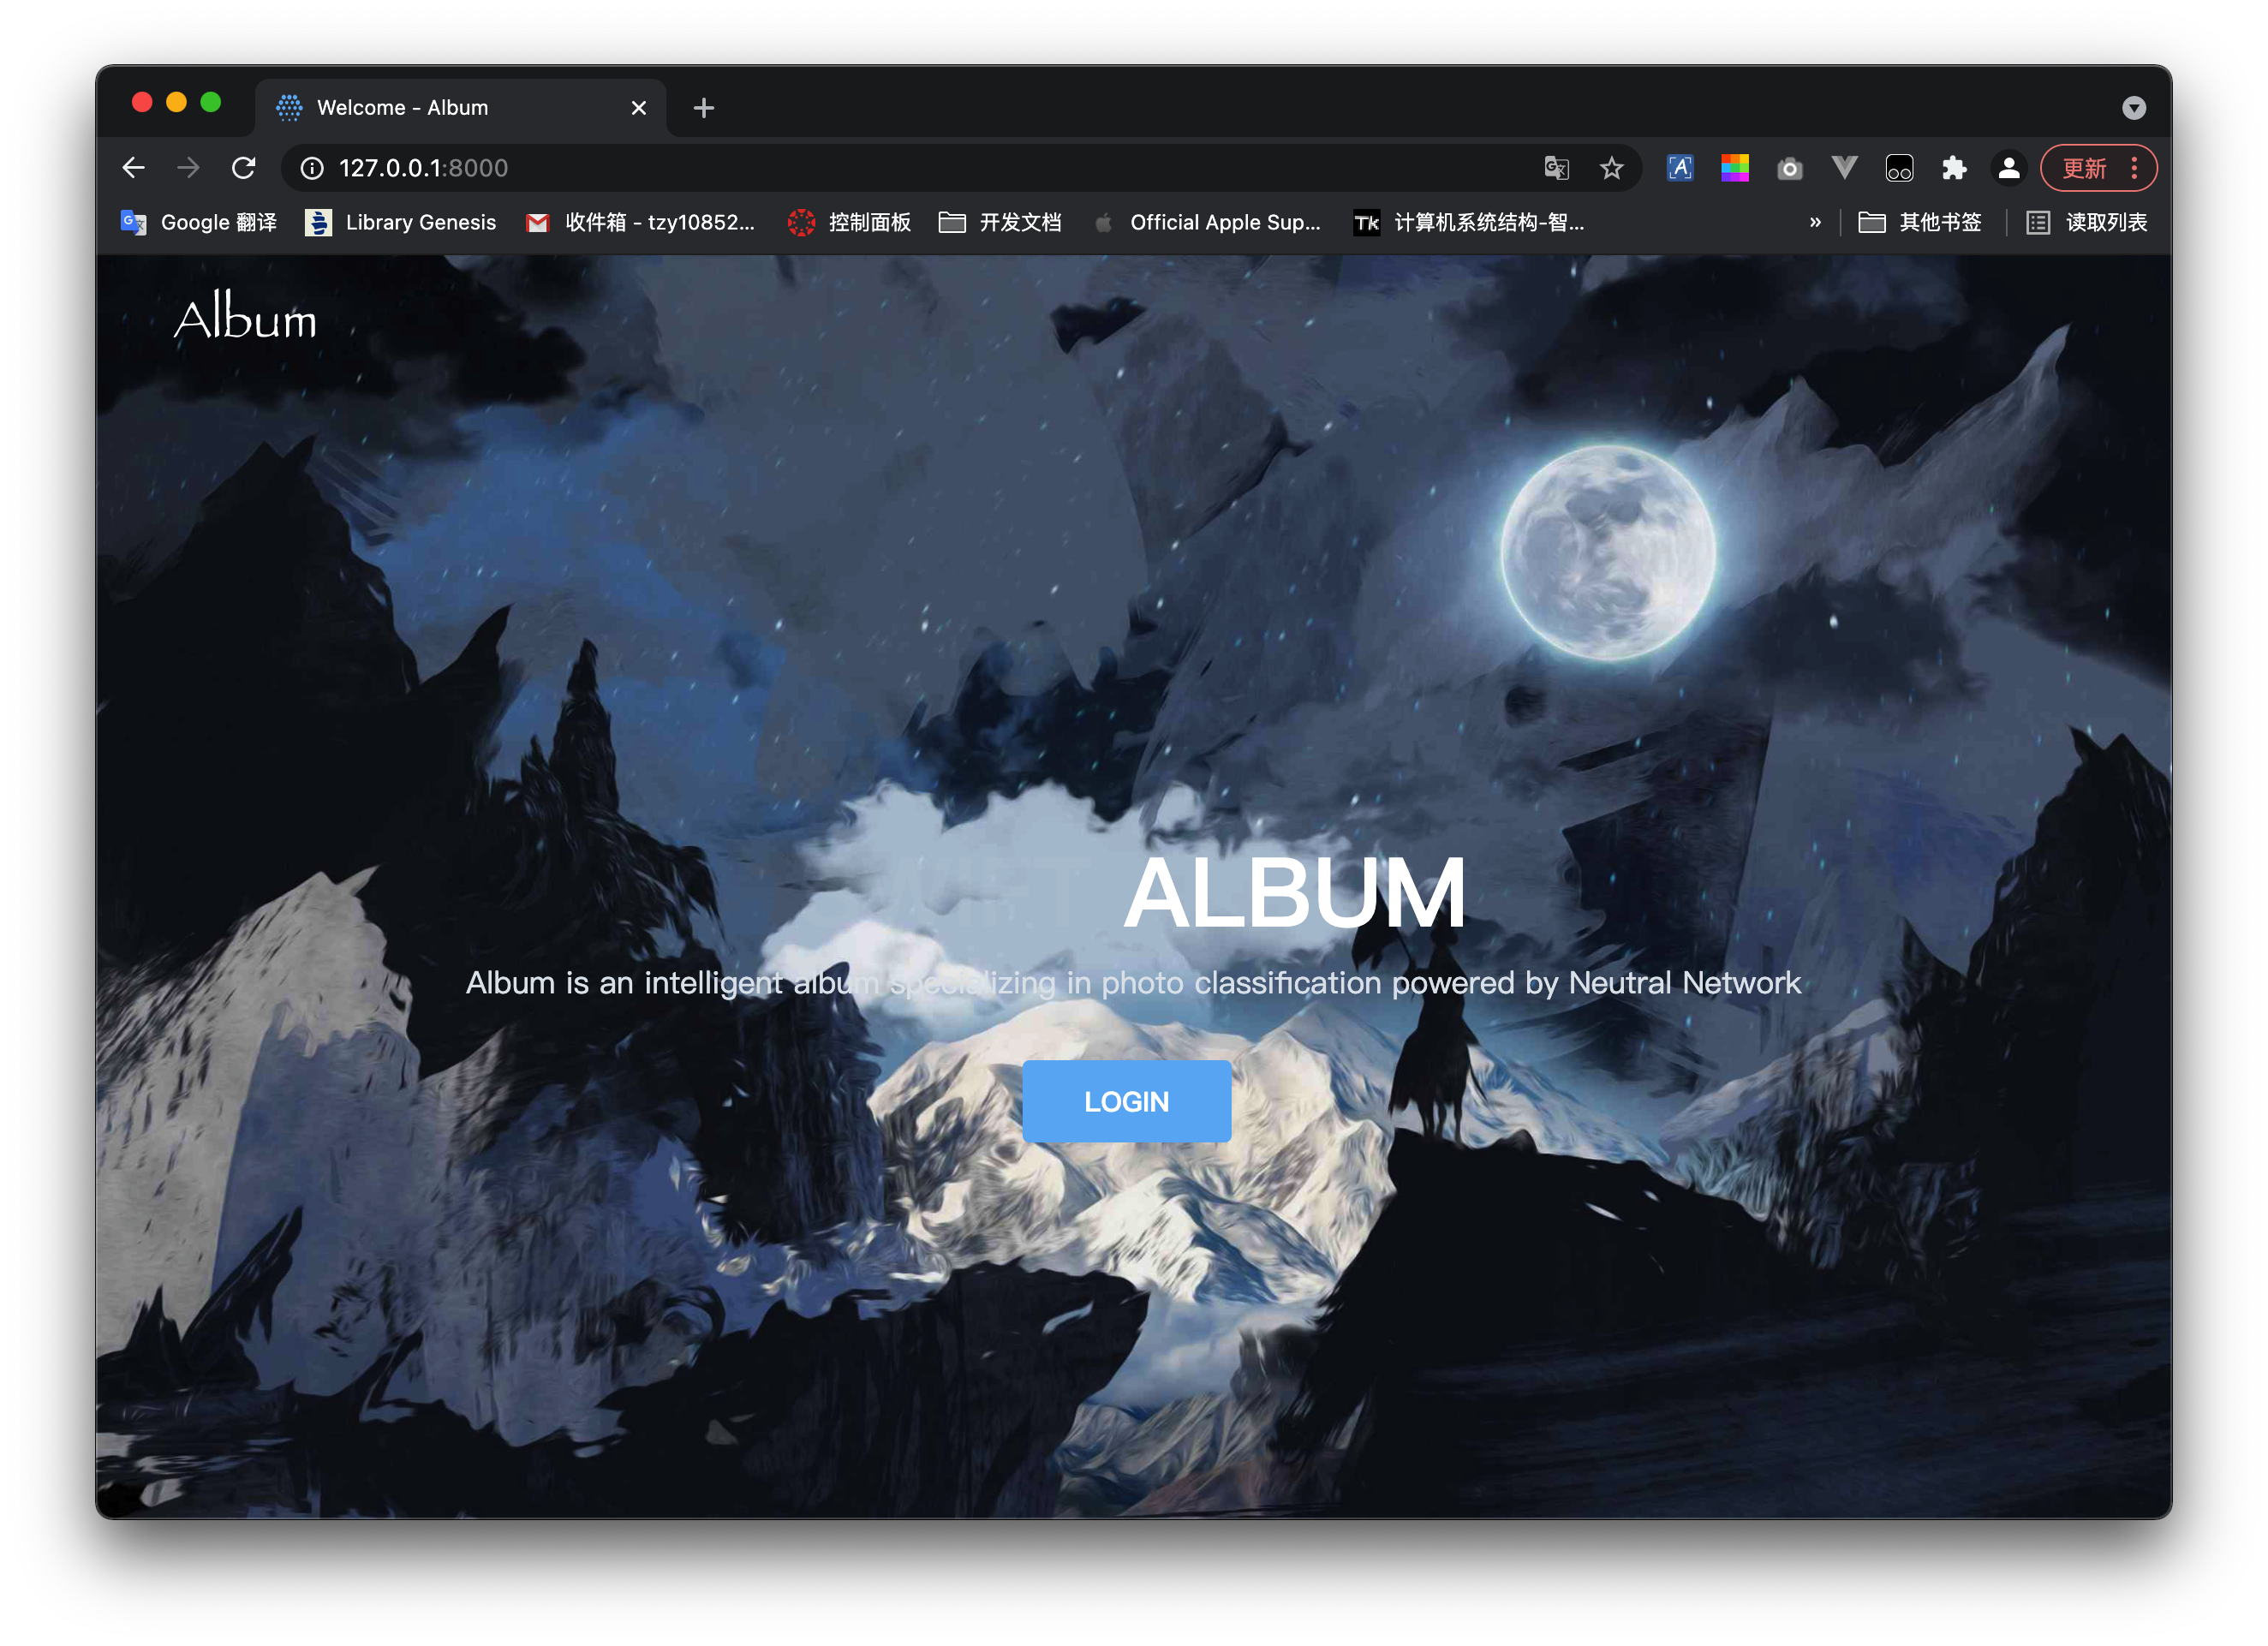 Welcome - Album
127.0.0.1:8000
更新
Google 翻译
Library Genesis
收件箱 - tzy10852...
控制面板
开发文档
Official Apple Sup...
Tk 计算机系统结构-智...
»
其他书签
读取列表
Album
ALBUM
Album is an intelligent album specializing in photo classification powered by Neutral Network
LOGIN